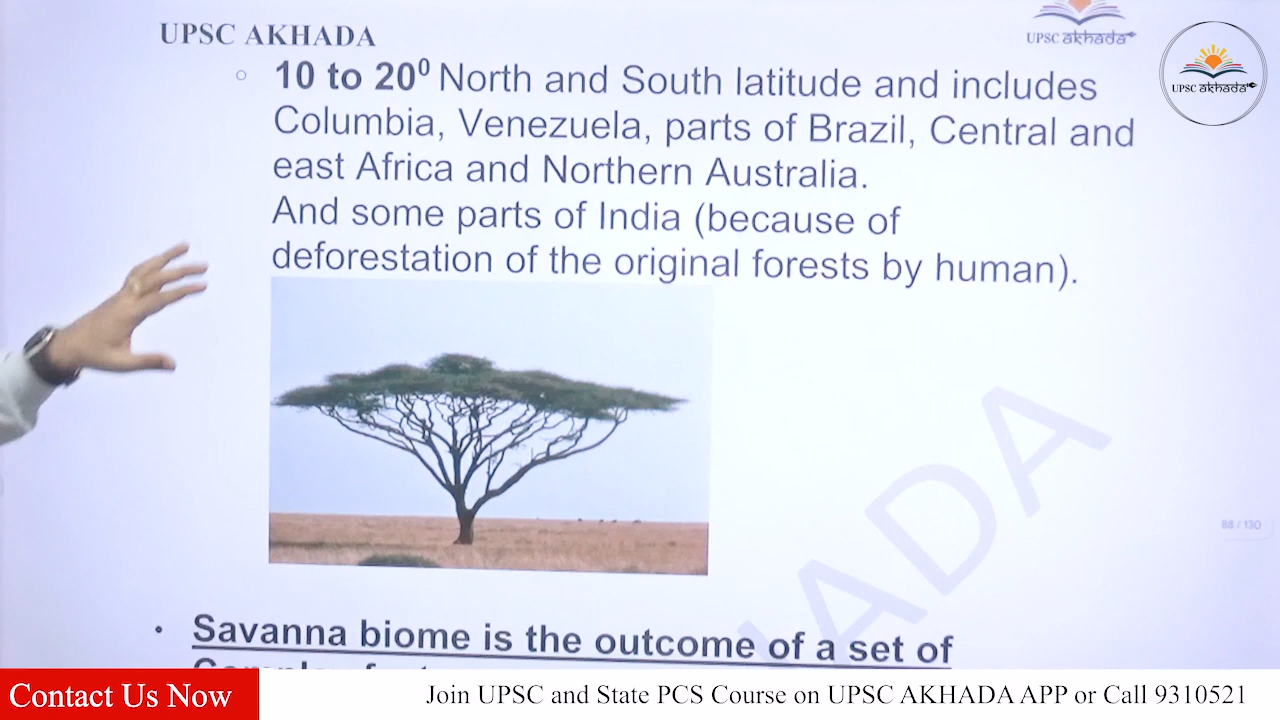 UPSC AKHADA
UPSC akhada
UPSC akhada
10 to 20⁰ North and South latitude and includes
Columbia, Venezuela, parts of Brazil, Central and
east Africa and Northern Australia.
And some parts of India (because of
deforestation of the original forests by human).
HADA
88 / 130
• Savanna biome is the outcome of a set of
Contact Us Now
Join UPSC and State PCS Course on UPSC AKHADA APP or Call 9310521